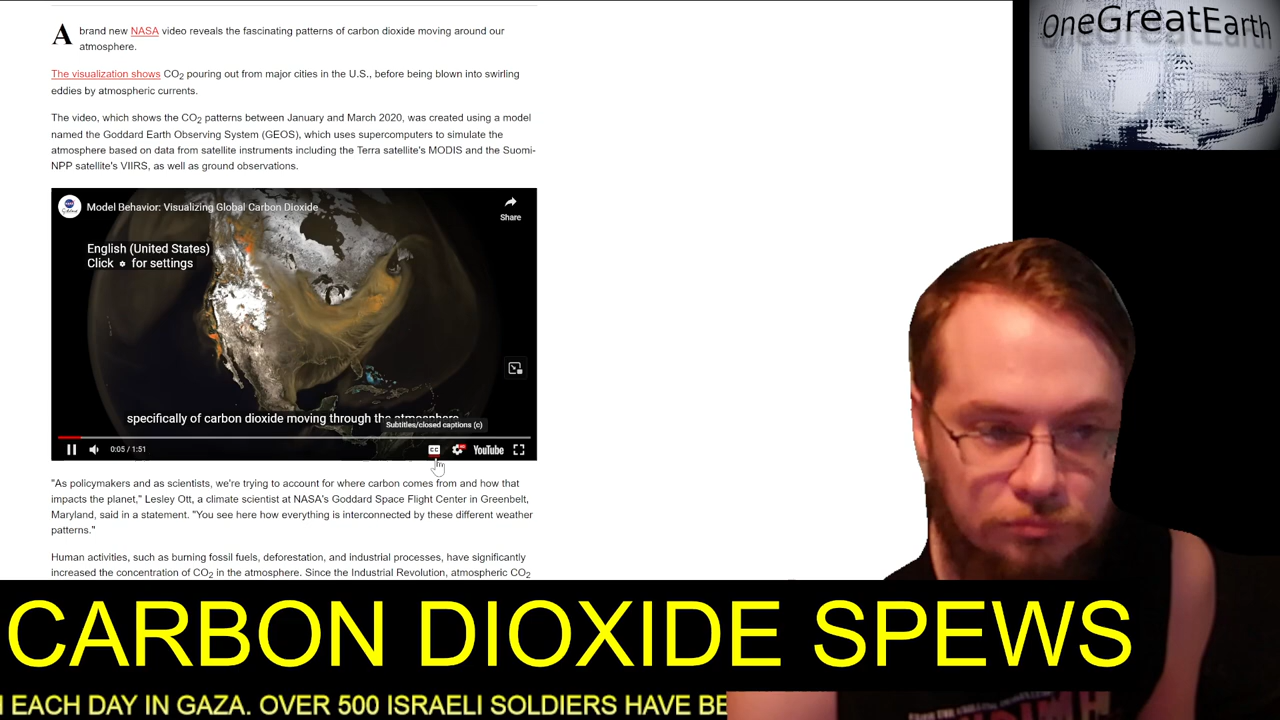 OneGreatEarth
A brand new NASA video reveals the fascinating patterns of carbon dioxide moving around our
atmosphere.
The visualization shows CO2 pouring out from major cities in the U.S., before being blown into swirling
eddies by atmospheric currents.
The video, which shows the CO2 patterns between January and March 2020, was created using a model
named the Goddard Earth Observing System (GEOS), which uses supercomputers to simulate the
atmosphere based on data from satellite instruments including the Terra satellite's MODIS and the Suomi-
NPP satellite's VIIRS, as well as ground observations.
Model Behavior: Visualizing Global Carbon Dioxide
Share
English (United States)
Click for settings
specifically of carbon dioxide moving through the atmosphere
Subtitles/closed captions (c)
0:05 / 1:51
CC
HD
YouTube
"As policymakers and as scientists, we're trying to account for where carbon comes from and how that
impacts the planet," Lesley Ott, a climate scientist at NASA's Goddard Space Flight Center in Greenbelt,
Maryland, said in a statement. "You see here how everything is interconnected by these different weather
patterns."
Human activities, such as burning fossil fuels, deforestation, and industrial processes, have significantly
increased the concentration of CO2 in the atmosphere. Since the Industrial Revolution, atmospheric CO2
CARBON DIOXIDE SPEWS
EACH DAY IN GAZA. OVER 500 ISRAELI SOLDIERS HAVE BE